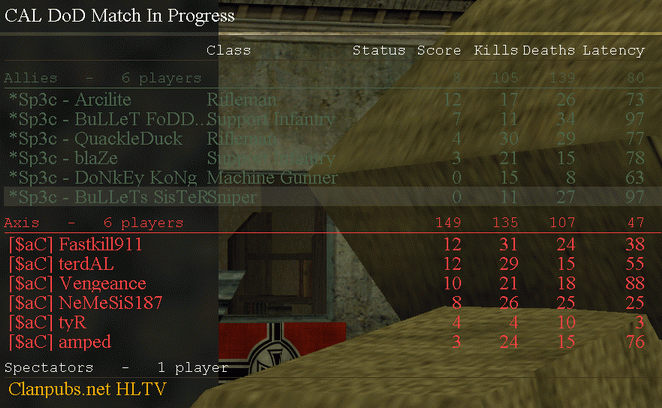 CAL DoD Match In Progress
Class Status Score Kills Deaths Latency
Allies - 6 players 8 105 139 80
*Sp3c - Arcilite Rifleman 12 17 26 73
*Sp3c - BuLLeT FoDD... Support Infantry 7 11 34 97
*Sp3c - QuackleDuck Rifleman 4 30 29 77
*Sp3c - blaZe Support Infantry 3 21 15 78
*Sp3c - DoNkEy KoNg Machine Gunner 0 15 8 63
*Sp3c - BuLLeTs SisTeR Sniper 0 11 27 97
Axis - 6 players 149 135 107 47
[$aC] Fastkill911 12 31 24 38
[$aC] terdAL 12 29 15 55
[$aC] Vengeance 10 21 18 88
[$aC] NeMeSiS187 8 26 25 25
[$aC] tyR 4 4 10 3
[$aC] amped 3 24 15 76
Spectators - 1 player
Clanpubs.net HLTV